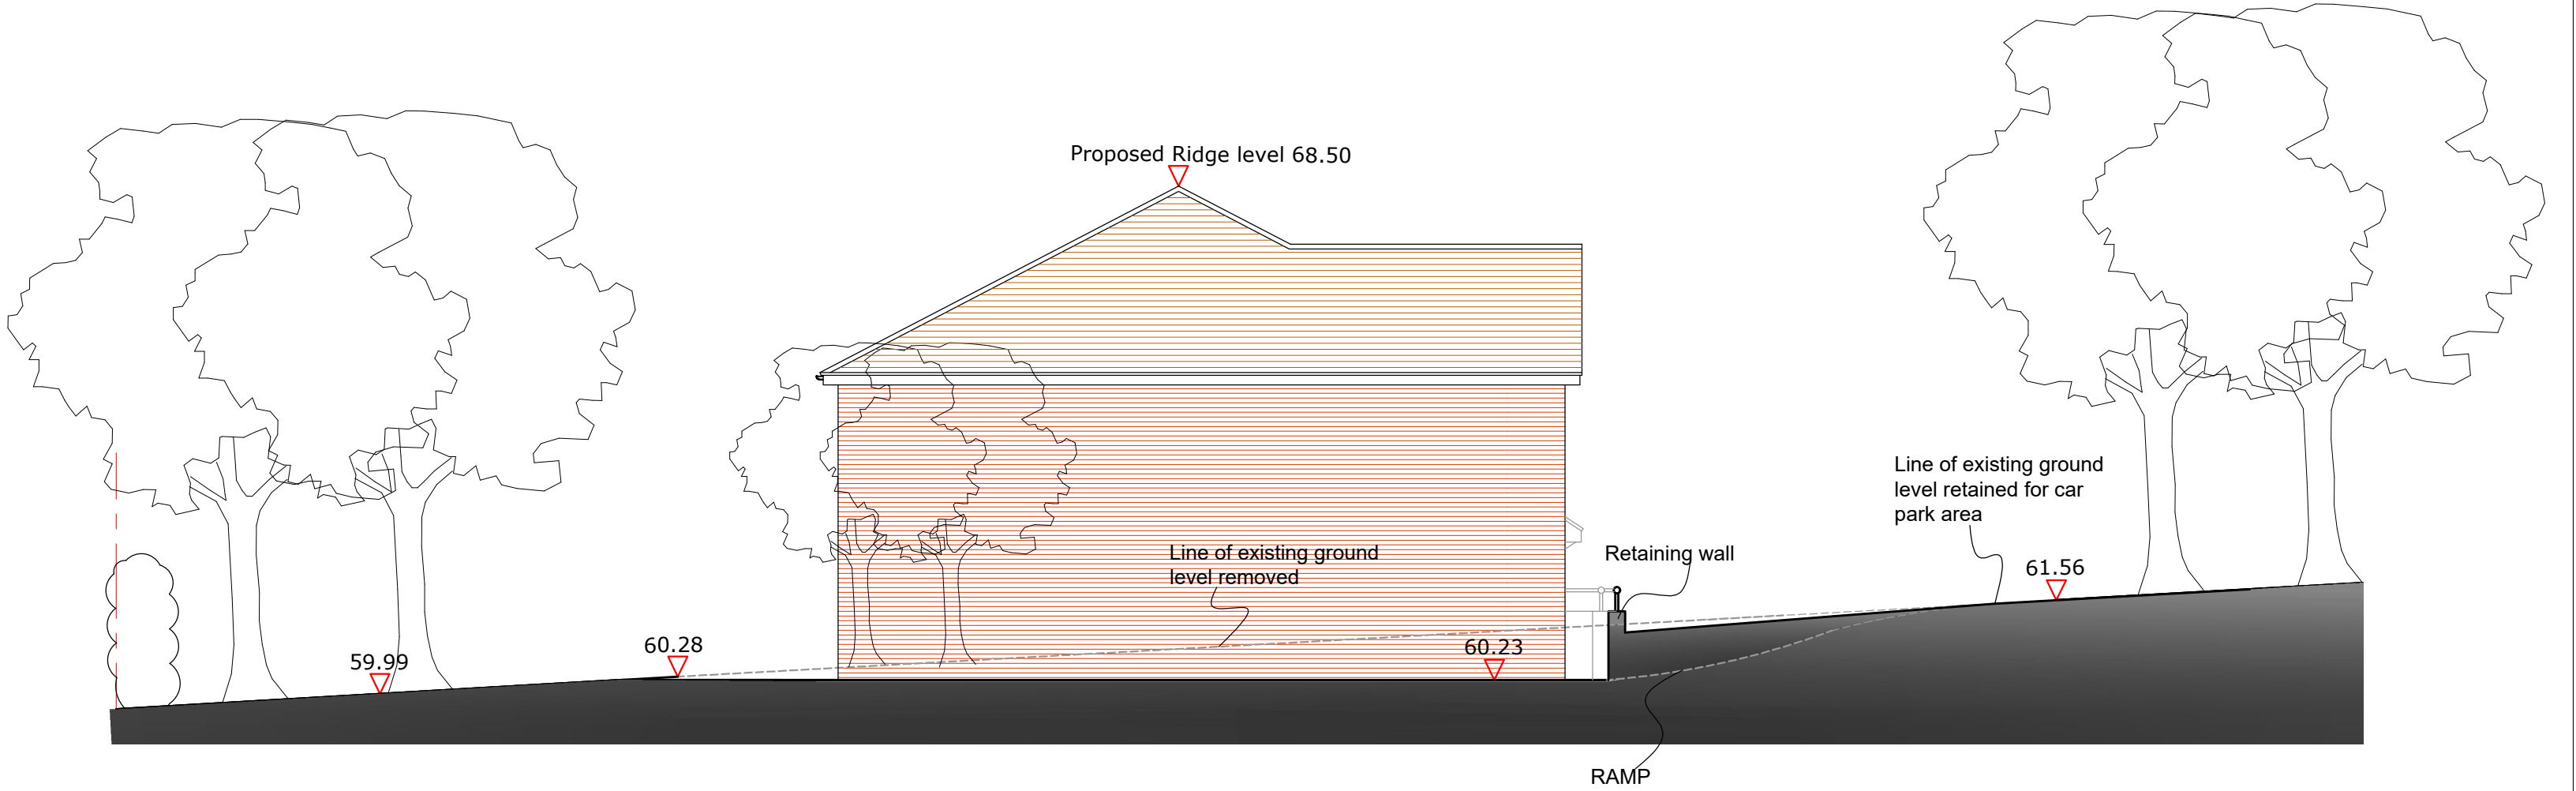 Proposed Ridge level 68.50
Line of existing ground
level retained for car
park area
Line of existing ground
level removed
Retaining wall
61.56
60.28
60.23
59.99
RAMP